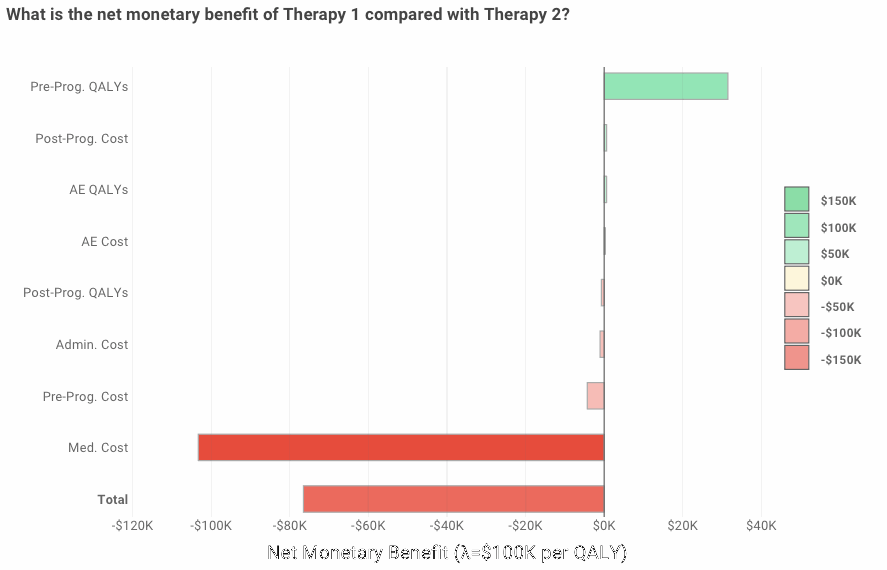 What is the net monetary benefit of Therapy 1 compared with Therapy 2?
Pre-Prog. QALYs
Post-Prog. Cost
AE QALYs
AE Cost
Post-Prog. QALYs
Admin. Cost
Pre-Prog. Cost
Med. Cost
Total
$150K
$100K
$50K
$0K
-$50K
-$100K
-$150K
-$120K -$100K -$80K -$60K -$40K -$20K $0K $20K $40K
Net Monetary Benefit (λ=$100K per QALY)